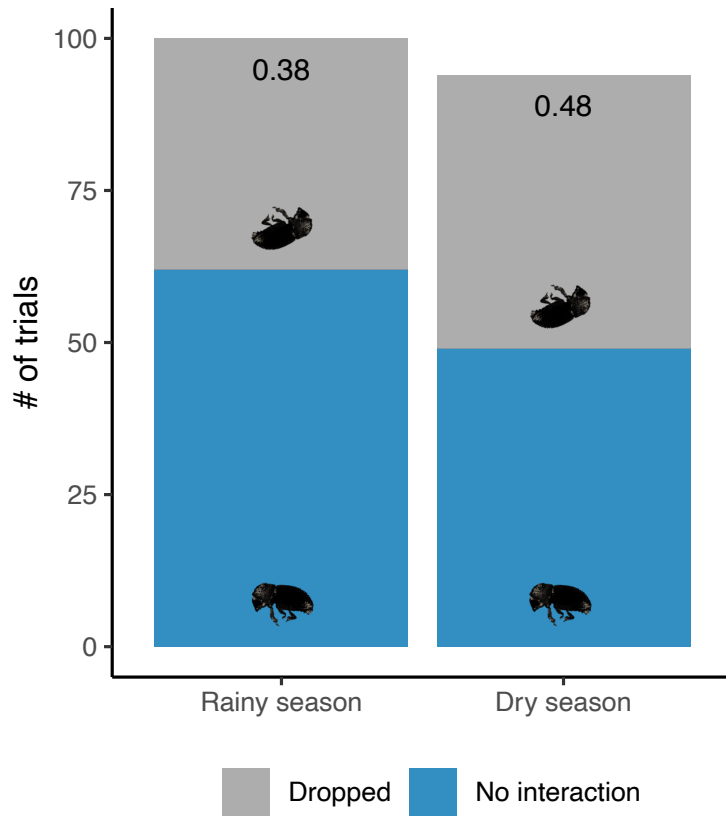 # of trials
100
75
50
25
0
0.38
0.48
Rainy season
Dry season
Dropped
No interaction